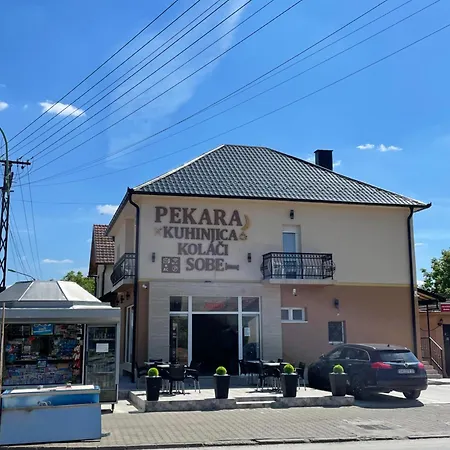 PEKARA
KUHINJICA
KOLAČI
SOBE